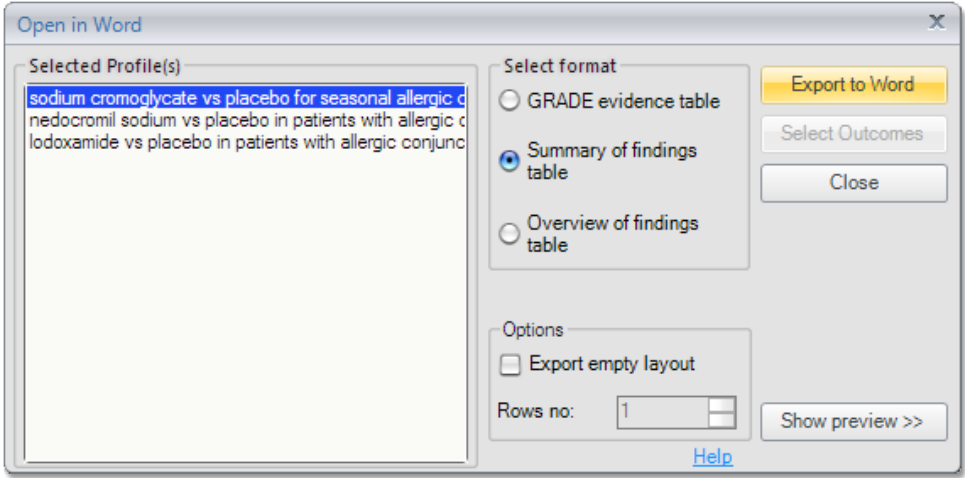 Open in Word
x
Selected Profile(s)
sodium cromoglycate vs placebo for seasonal allergic c
nedocromil sodium vs placebo in patients with allergic c
lodoxamide vs placebo in patients with allergic conjunc
Select format
GRADE evidence table
Summary of findings
table
Overview of findings
table
Options
Export empty layout
Rows no:
1
Help
Export to Word
Select Outcomes
Close
Show preview >>